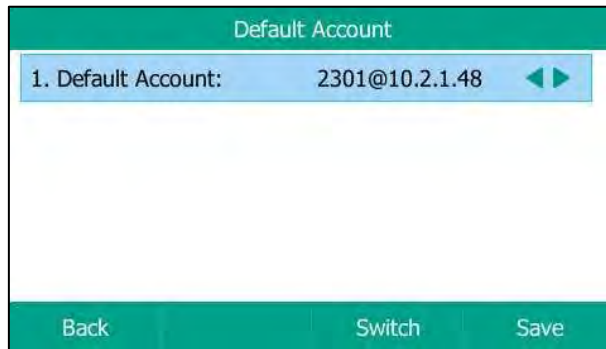 Default Account
1. Default Account: 2301@10.2.1.48
Back Switch Save